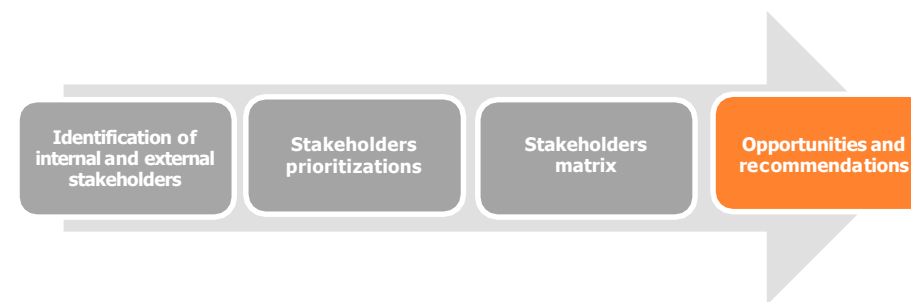 Identification of
internal and external
stakeholders
Stakeholders
prioritizations
Stakeholders
matrix
Opportunities and
recommendations